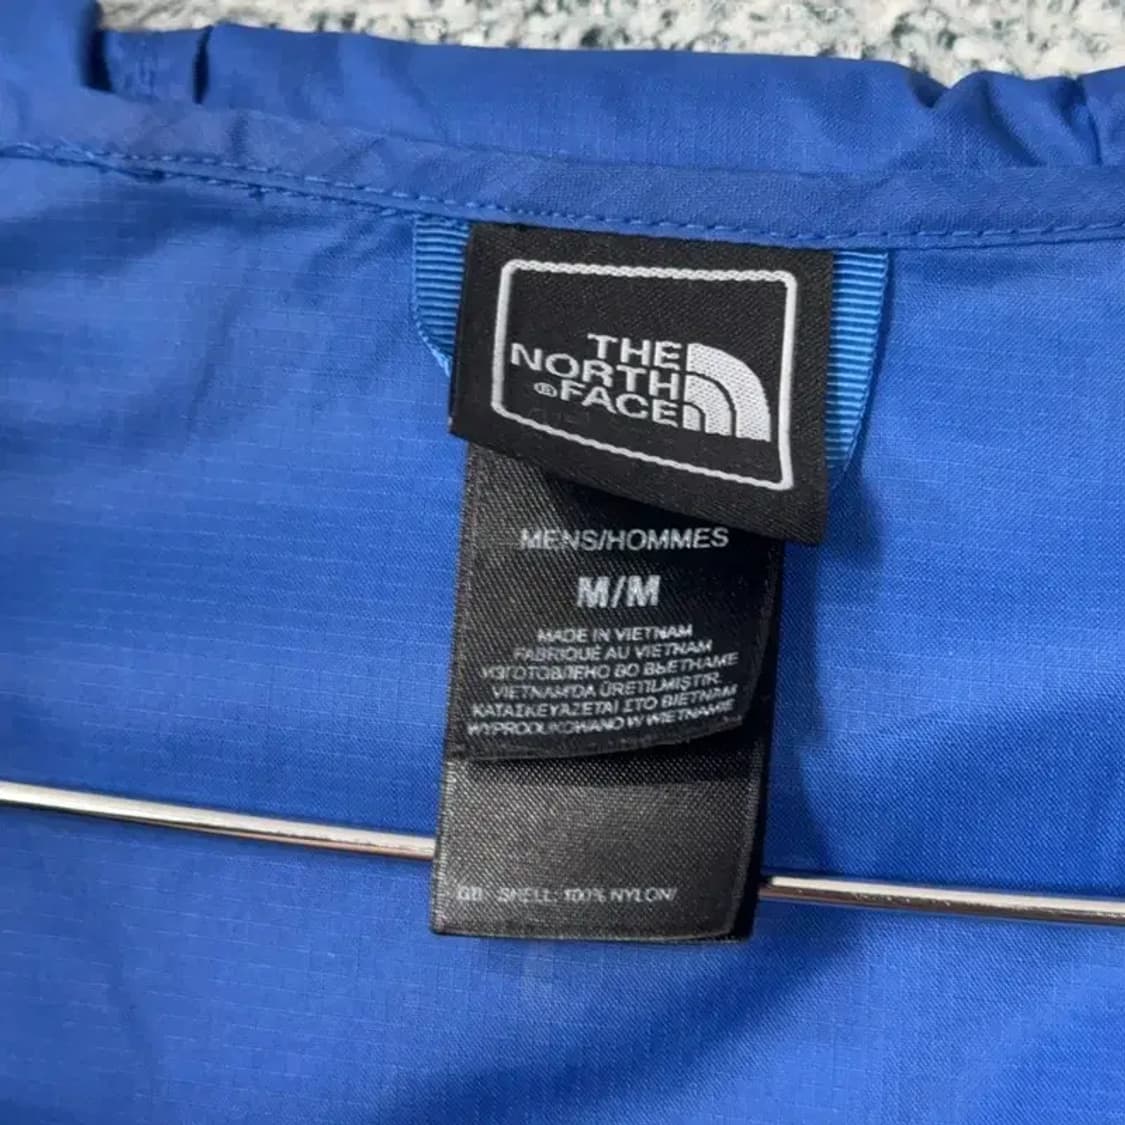 THE
NORTH
®FACE
MENS/HOMMES
M/M
MADE IN VIETNAM
FABRIQUÉ AU VIETNAM
ИЗГОТОВЛЕНО ВО ВЬЕТНАМЕ
VIETNAM'DA ÜRETILMIŞTIR.
ΚΑΤΑΣΚΕΥΑΖΕΤΑΙ ΣΤΟ ΒΙΕΤΝΑΜ
WYPRODUKOWANO W WIETNAMIE
GB: SHELL: 100% NYLON/